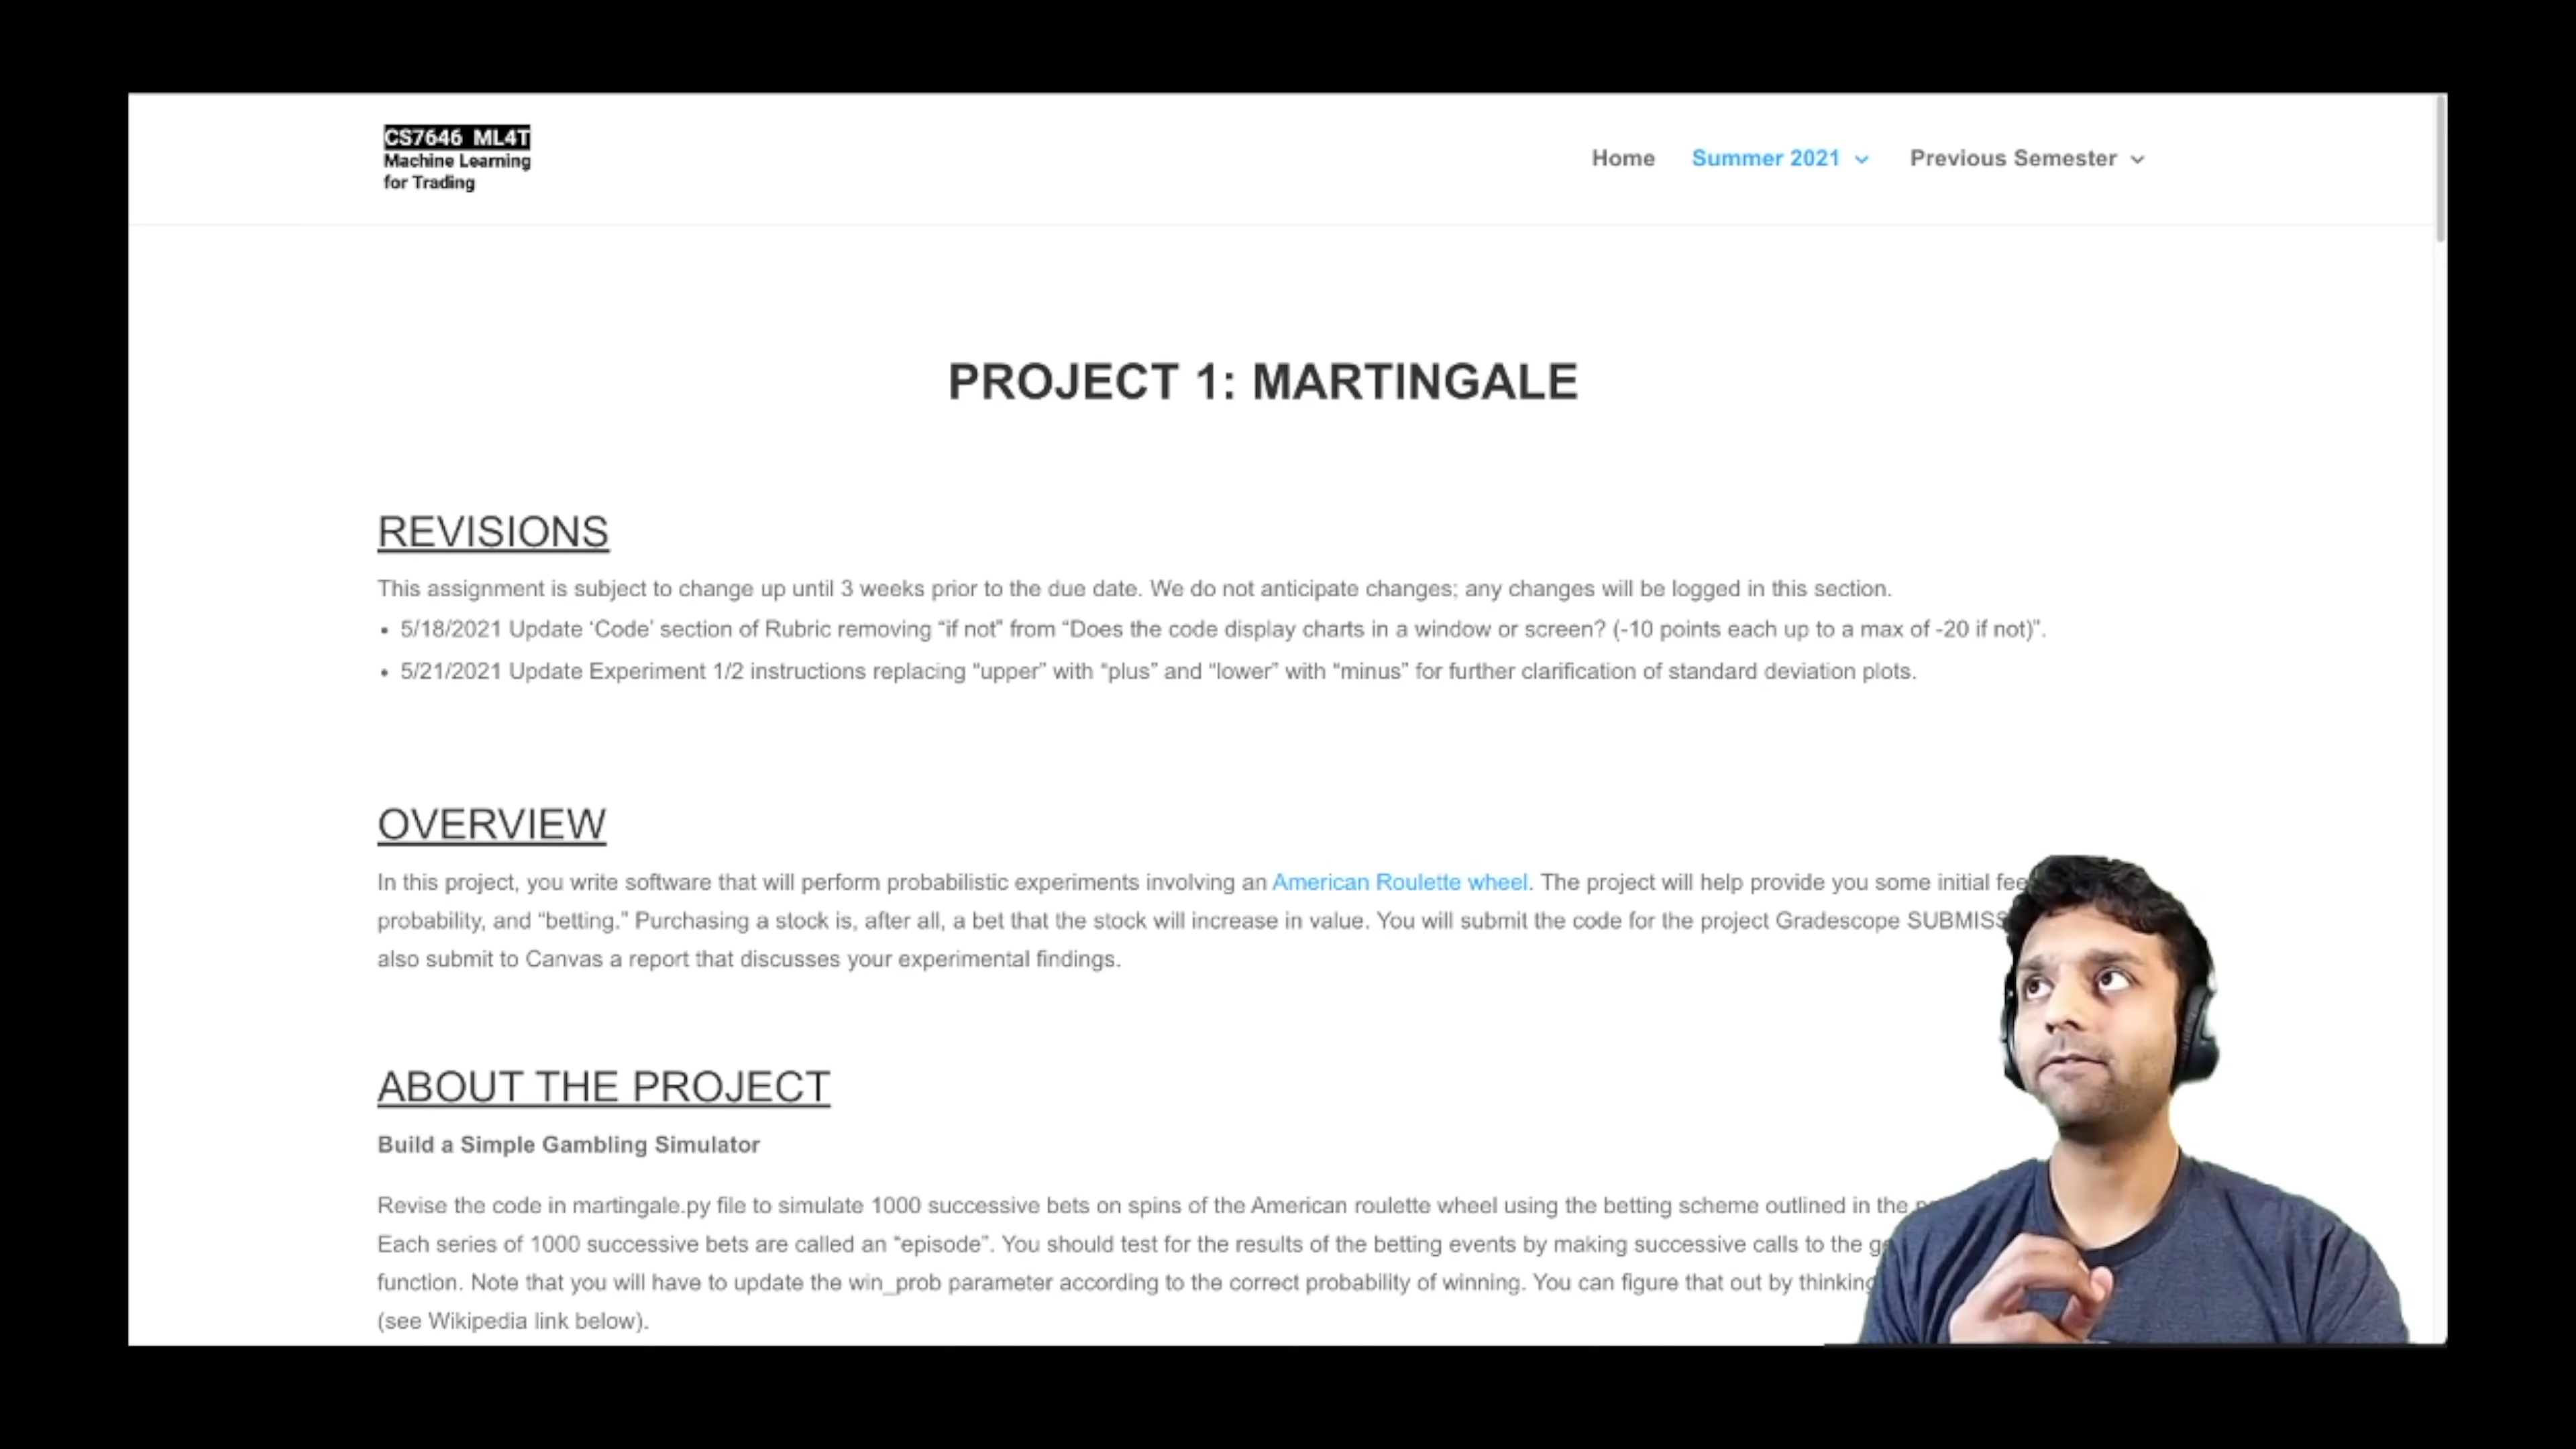 CS7646 ML4T
Machine Learning
for Trading
Home Summer 2021 Previous Semester
PROJECT 1: MARTINGALE
REVISIONS
This assignment is subject to change up until 3 weeks prior to the due date. We do not anticipate changes; any changes will be logged in this section.
• 5/18/2021 Update ‘Code’ section of Rubric removing “if not” from “Does the code display charts in a window or screen? (-10 points each up to a max of -20 if not)”.
• 5/21/2021 Update Experiment 1/2 instructions replacing “upper” with “plus” and “lower” with “minus” for further clarification of standard deviation plots.
OVERVIEW
In this project, you write software that will perform probabilistic experiments involving an American Roulette wheel. The project will help provide you some initial
probability, and “betting.” Purchasing a stock is, after all, a bet that the stock will increase in value. You will submit the code for the project Gradescope
also submit to Canvas a report that discusses your experimental findings.
ABOUT THE PROJECT
Build a Simple Gambling Simulator
Revise the code in martingale.py file to simulate 1000 successive bets on spins of the American roulette wheel using the betting scheme outlined in the
Each series of 1000 successive bets are called an “episode”. You should test for the results of the betting events by making successive calls to the
function. Note that you will have to update the win_prob parameter according to the correct probability of winning. You can figure that out by thinking
(see Wikipedia link below).